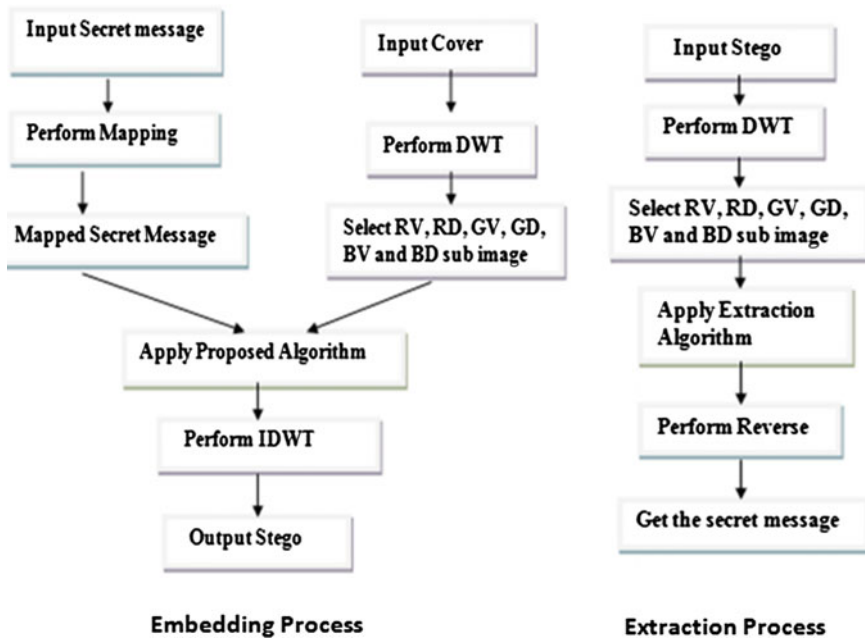 Input Secret message
Perform Mapping
Mapped Secret Message
Input Cover
Perform DWT
Select RV, RD, GV, GD,
BV and BD sub image
Apply Proposed Algorithm
Perform IDWT
Output Stego
Embedding Process
Input Stego
Perform DWT
Select RV, RD, GV, GD,
BV and BD sub image
Apply Extraction
Algorithm
Perform Reverse
Get the secret message
Extraction Process